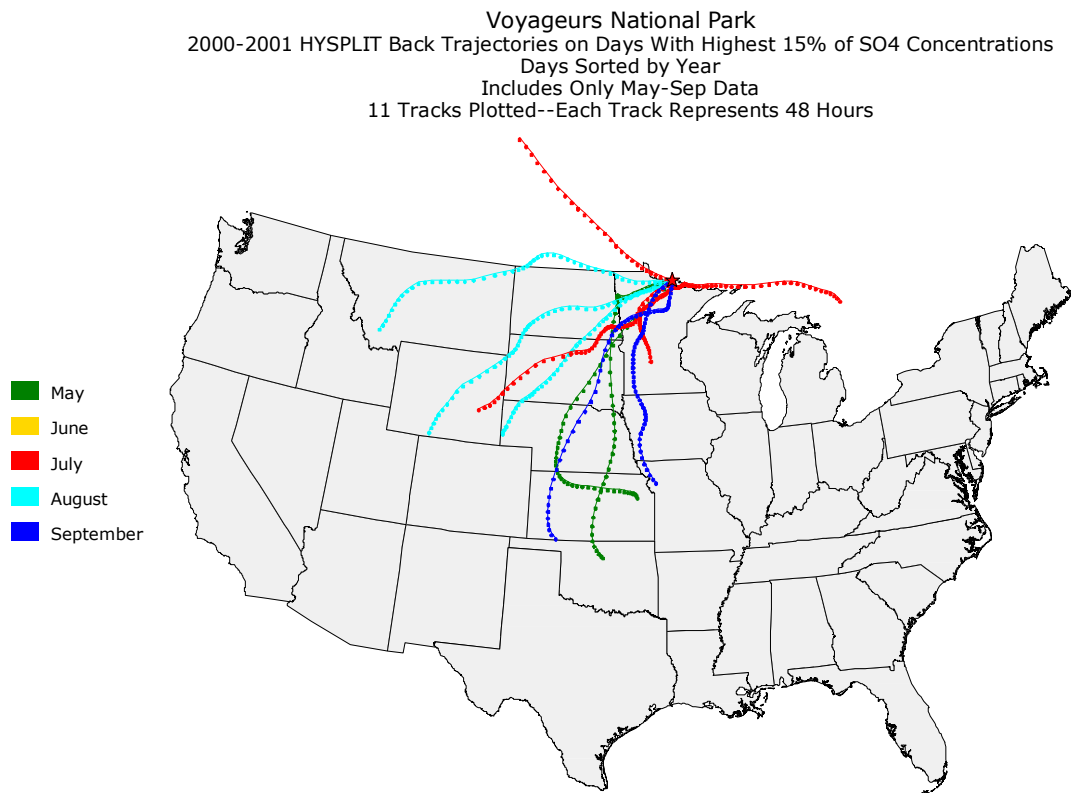 Voyageurs National Park
2000-2001 HYSPLIT Back Trajectories on Days With Highest 15% of SO4 Concentrations
Days Sorted by Year
Includes Only May-Sep Data
11 Tracks Plotted--Each Track Represents 48 Hours
May
June
July
August
September